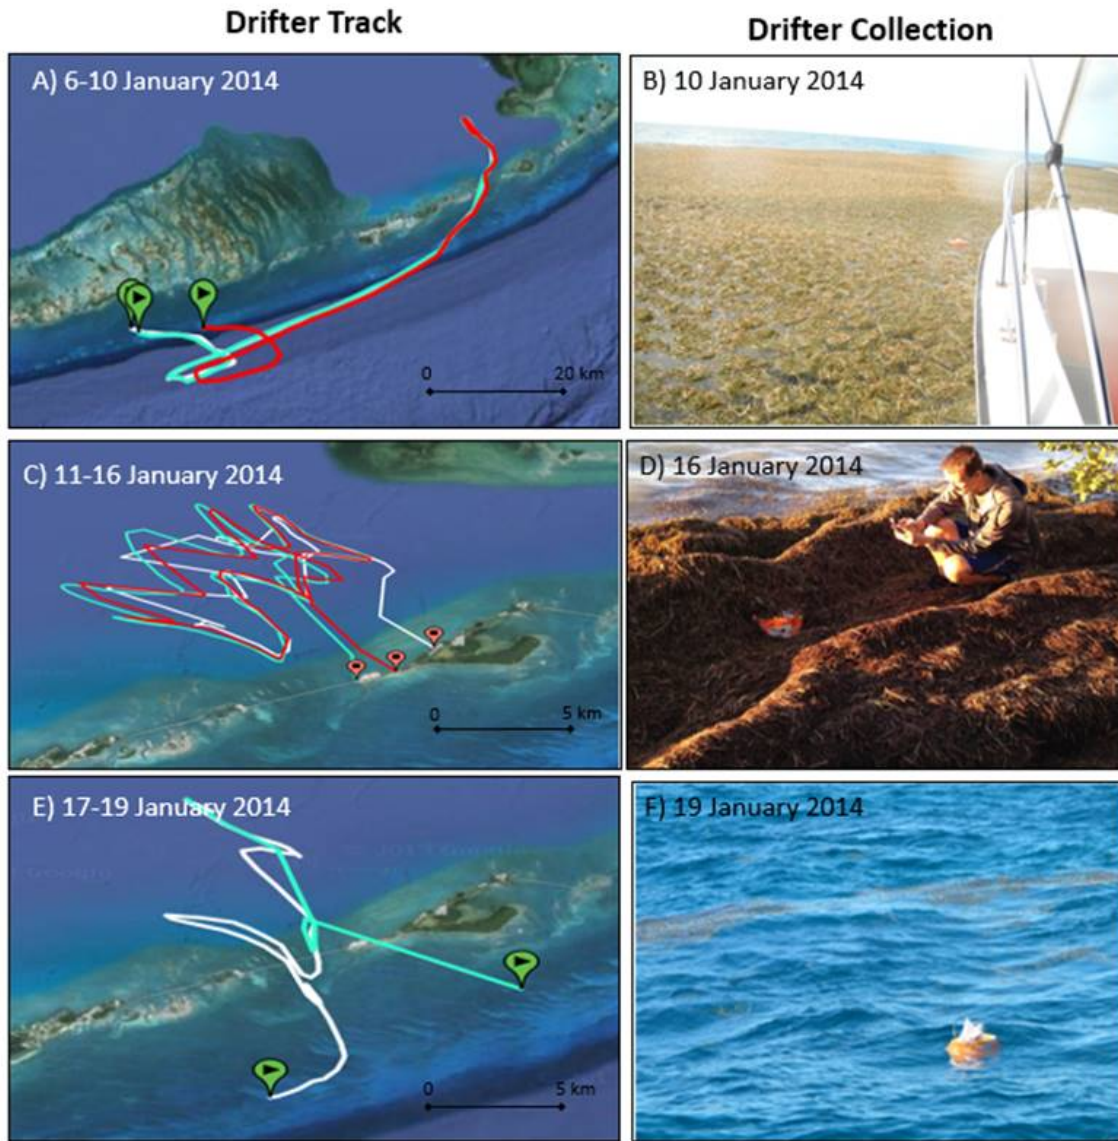 Drifter Track
Drifter Collection
A) 6-10 January 2014
0 20 km
B) 10 January 2014
C) 11-16 January 2014
0 5 km
D) 16 January 2014
E) 17-19 January 2014
0 5 km
F) 19 January 2014